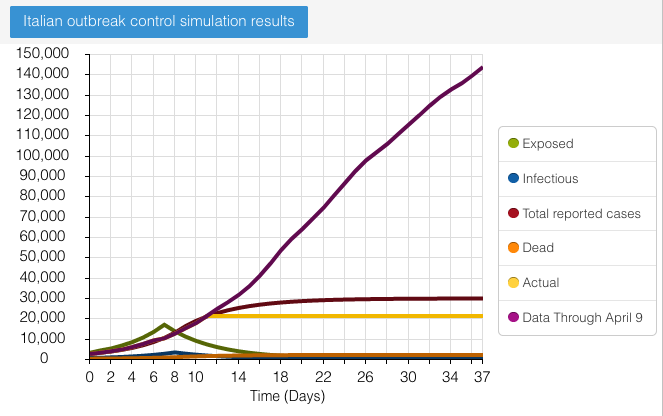 Italian outbreak control simulation results
150,000
140,000
130,000
120,000
110,000
100,000
90,000
80,000
70,000
60,000
50,000
40,000
30,000
20,000
10,000
0
0 2 4 6 8 10 14 18 22 26 30 34 37
Time (Days)
Exposed
Infectious
Total reported cases
Dead
Actual
Data Through April 9